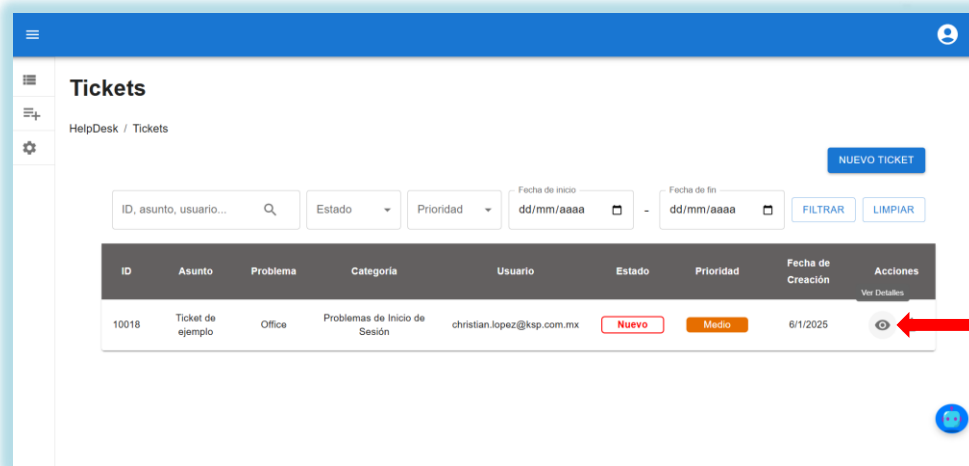 Tickets
HelpDesk / Tickets
NUEVO TICKET
Fecha de inicio
Fecha de fin
ID, asunto, usuario...
Estado
Prioridad
dd/mm/aaaa
-
dd/mm/aaaa
FILTRAR
LIMPIAR
ID
Asunto
Problema
Categoría
Usuario
Estado
Prioridad
Fecha de
Creación
Acciones
Ver Detalles
10018
Ticket de
ejemplo
Office
Problemas de Inicio de
Sesión
christian.lopez@ksp.com.mx
Nuevo
Medio
6/1/2025